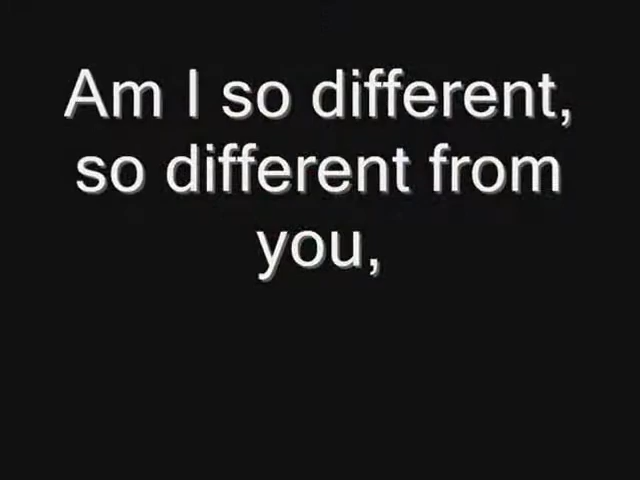 Am I so different,
so different from
you,